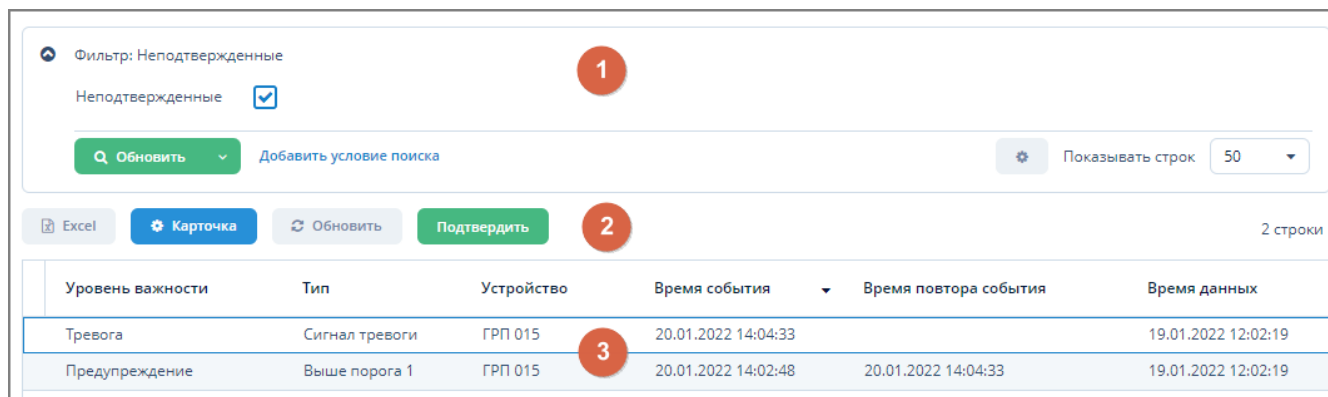 Фильтр: Неподтвержденные
1
Неподтвержденные
Обновить Добавить условие поиска Показывать строк 50
Excel Карточка Обновить Подтвердить 2 2 строки
Уровень важности Тип Устройство Время события Время повтора события Время данных
Тревога Сигнал тревоги ГРП 015 20.01.2022 14:04:33 19.01.2022 12:02:19
3
Предупреждение Выше порога 1 ГРП 015 20.01.2022 14:02:48 20.01.2022 14:04:33 19.01.2022 12:02:19